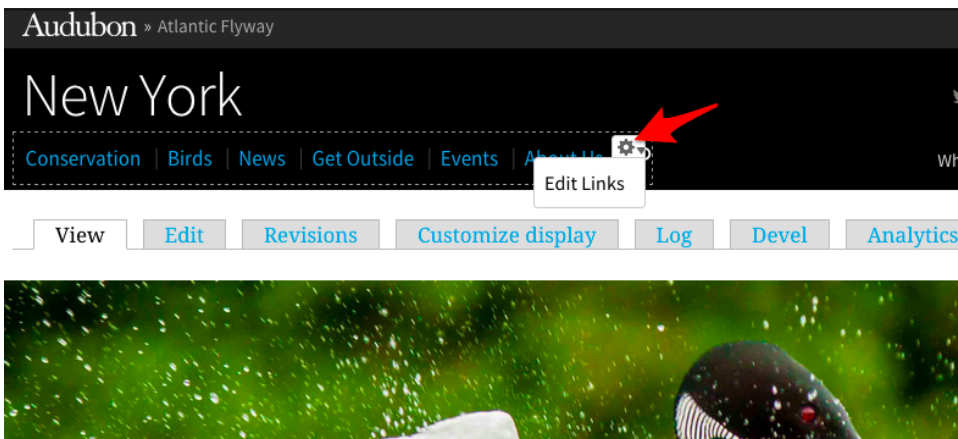 Audubon » Atlantic Flyway
New York
Conservation | Birds | News | Get Outside | Events | About Us
Edit Links
View Edit Revisions Customize display Log Devel Analytics